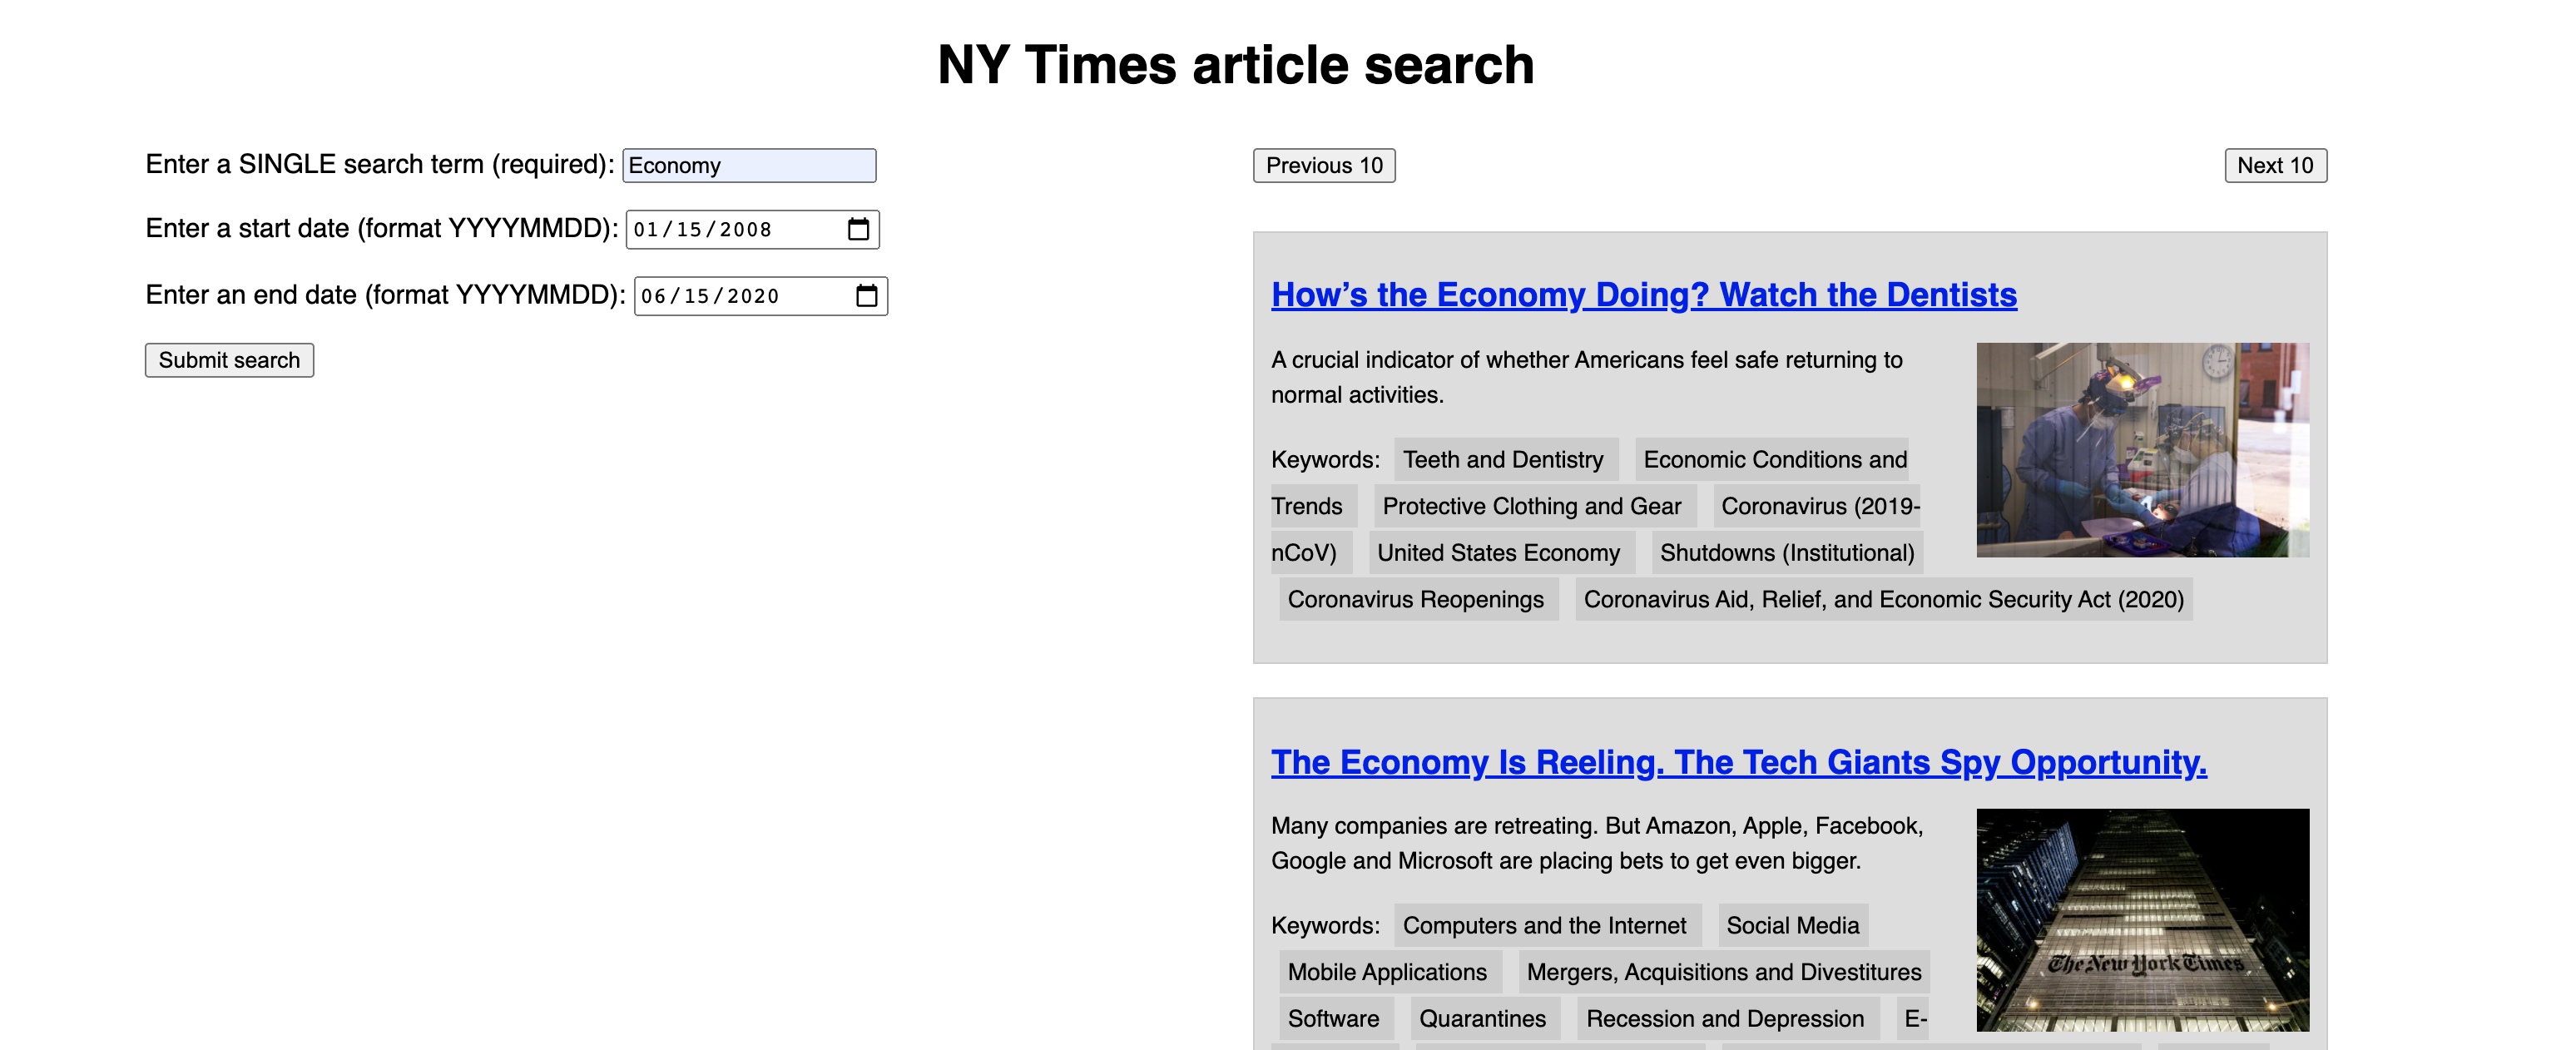 NY Times article search
Enter a SINGLE search term (required): Economy
Enter a start date (format YYYYMMDD): 01/15/2008
Enter an end date (format YYYYMMDD): 06/15/2020
Submit search
Previous 10
Next 10
How’s the Economy Doing? Watch the Dentists
A crucial indicator of whether Americans feel safe returning to
normal activities.
Keywords: Teeth and Dentistry Economic Conditions and
Trends Protective Clothing and Gear Coronavirus (2019-
nCoV) United States Economy Shutdowns (Institutional)
Coronavirus Reopenings Coronavirus Aid, Relief, and Economic Security Act (2020)
The Economy Is Reeling. The Tech Giants Spy Opportunity.
Many companies are retreating. But Amazon, Apple, Facebook,
Google and Microsoft are placing bets to get even bigger.
Keywords: Computers and the Internet Social Media
Mobile Applications Mergers, Acquisitions and Divestitures
Software Quarantines Recession and Depression E-
The New York Times